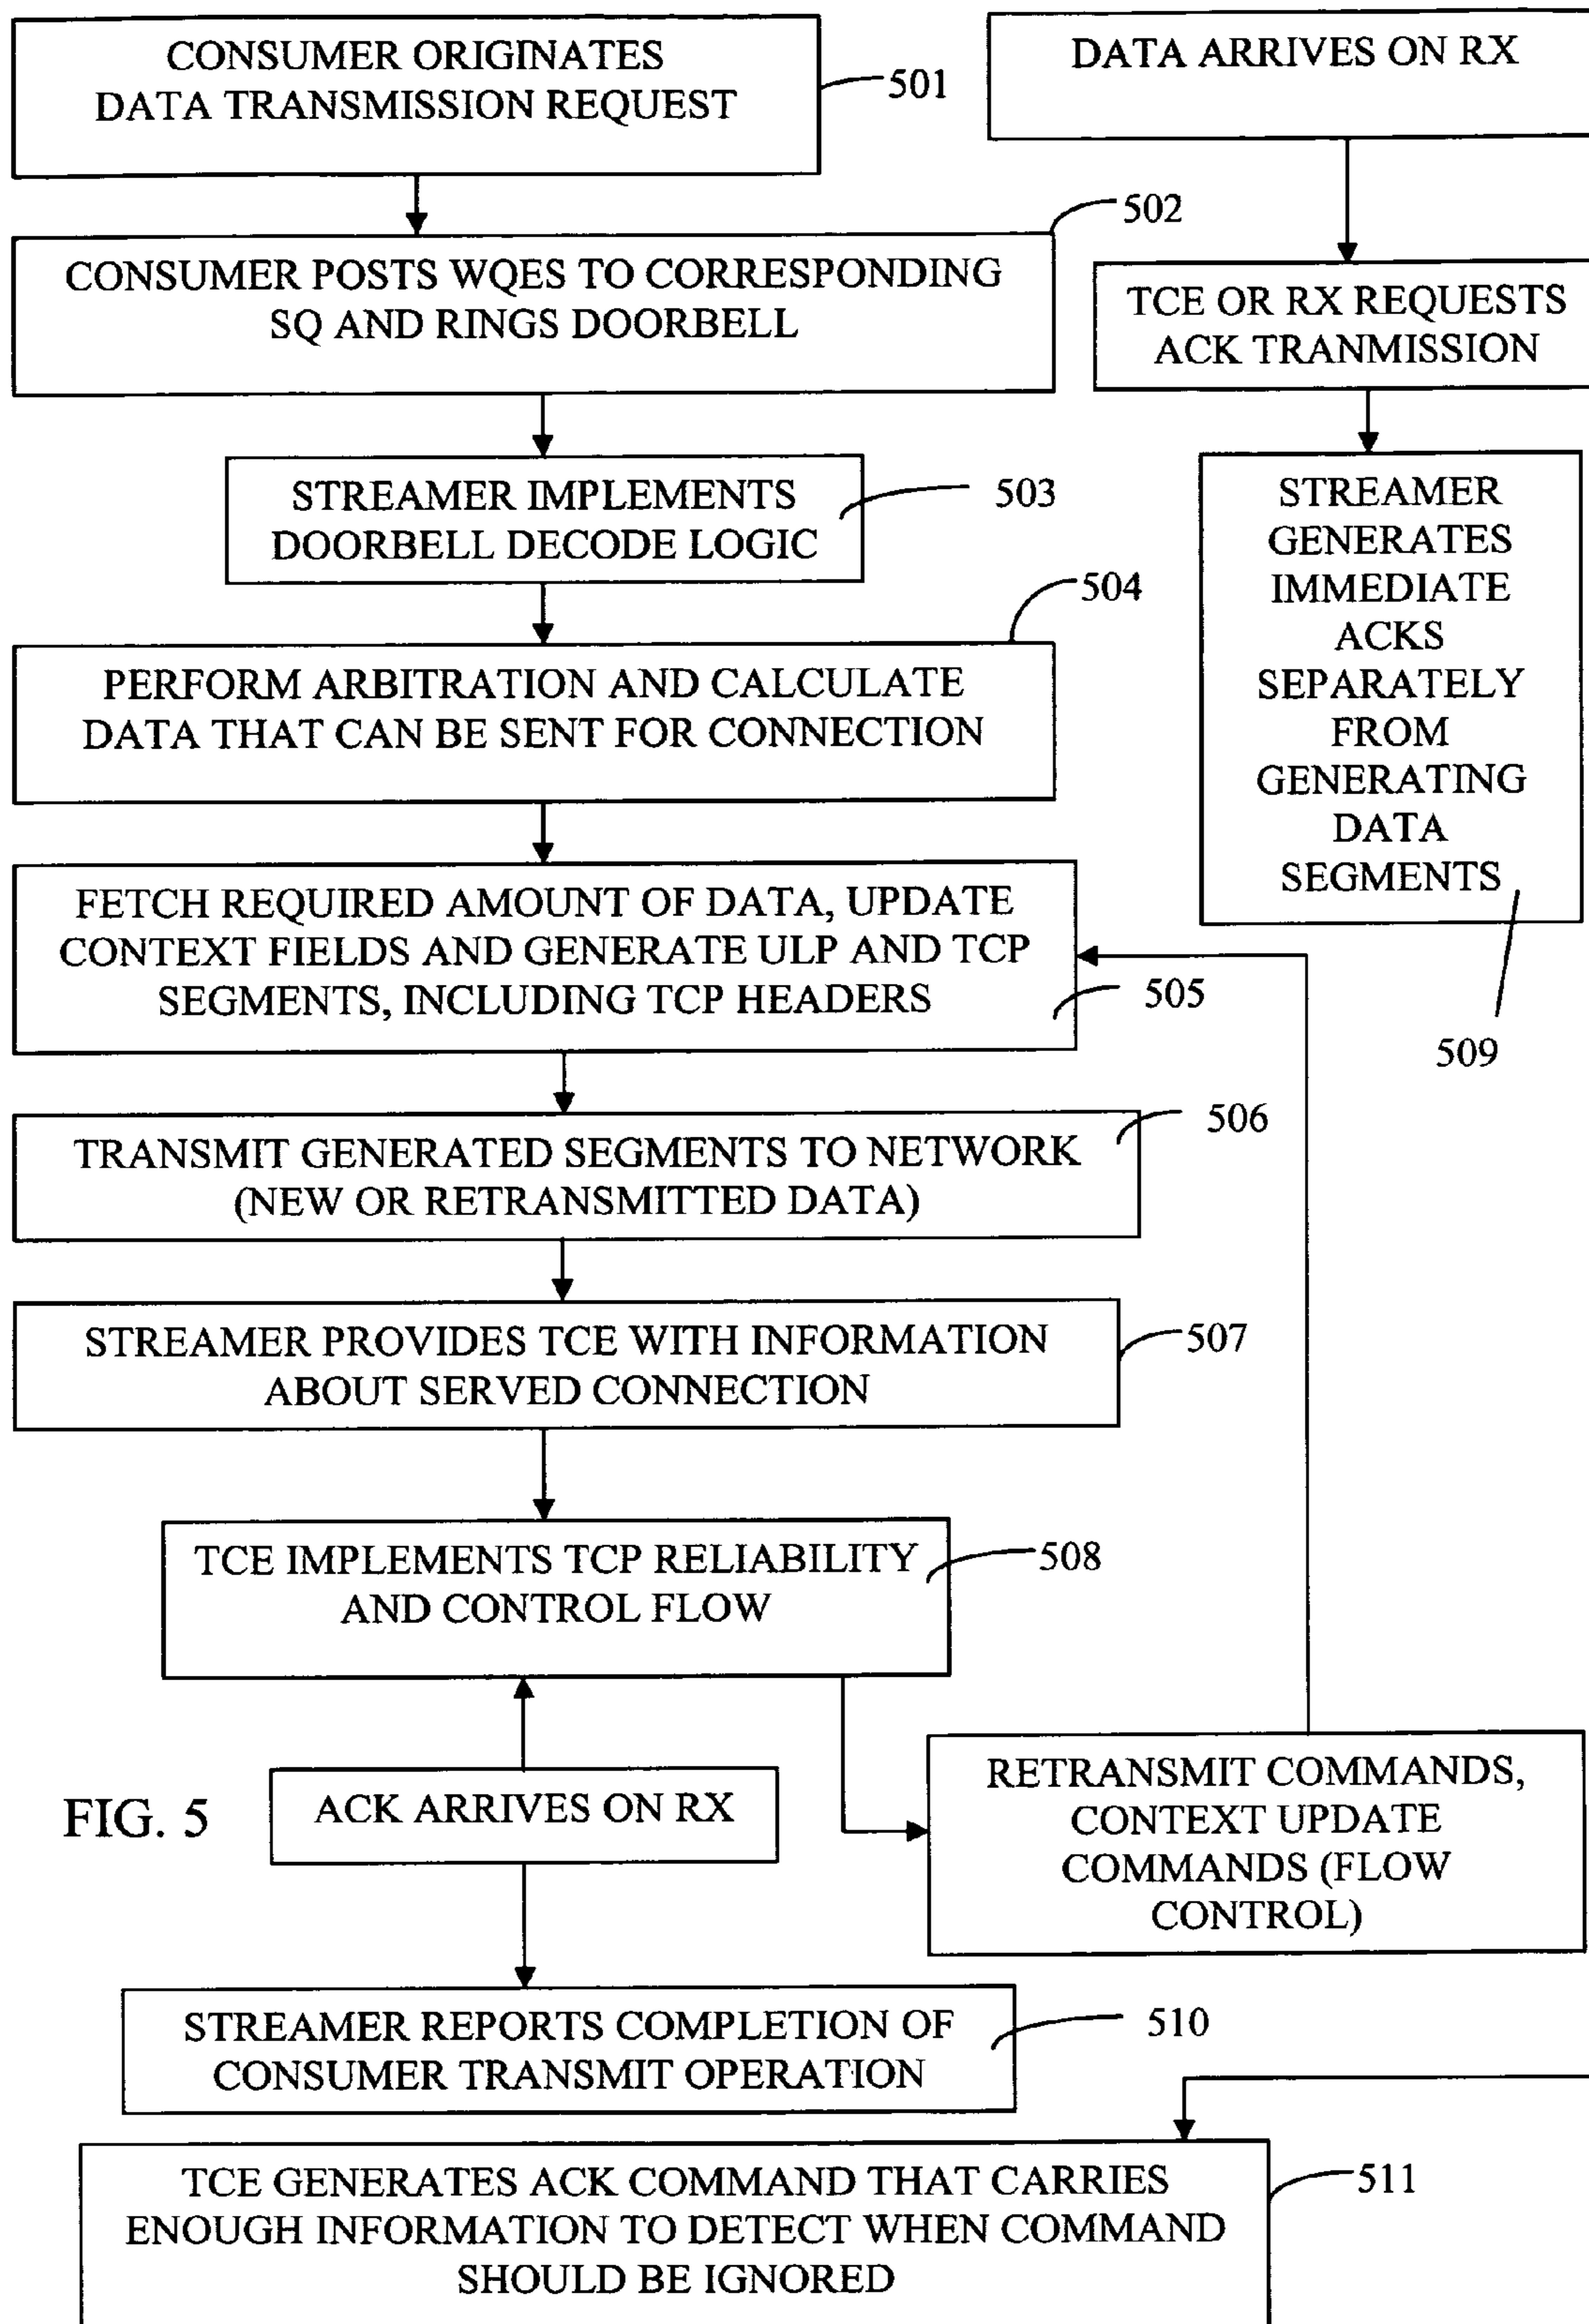 CONSUMER ORIGINATES
DATA TRANSMISSION REQUEST
501
DATA ARRIVES ON RX
502
CONSUMER POSTS WQES TO CORRESPONDING
SQ AND RINGS DOORBELL
TCE OR RX REQUESTS
ACK TRANMISSION
STREAMER IMPLEMENTS
DOORBELL DECODE LOGIC
503
STREAMER
GENERATES
IMMEDIATE
ACKS
SEPARATELY
FROM
GENERATING
DATA
SEGMENTS
509
504
PERFORM ARBITRATION AND CALCULATE
DATA THAT CAN BE SENT FOR CONNECTION
FETCH REQUIRED AMOUNT OF DATA, UPDATE
CONTEXT FIELDS AND GENERATE ULP AND TCP
SEGMENTS, INCLUDING TCP HEADERS
505
TRANSMIT GENERATED SEGMENTS TO NETWORK
(NEW OR RETRANSMITTED DATA)
506
STREAMER PROVIDES TCE WITH INFORMATION
ABOUT SERVED CONNECTION
507
TCE IMPLEMENTS TCP RELIABILITY
AND CONTROL FLOW
508
FIG. 5
ACK ARRIVES ON RX
RETRANSMIT COMMANDS,
CONTEXT UPDATE
COMMANDS (FLOW
CONTROL)
STREAMER REPORTS COMPLETION OF
CONSUMER TRANSMIT OPERATION
510
TCE GENERATES ACK COMMAND THAT CARRIES
ENOUGH INFORMATION TO DETECT WHEN COMMAND
SHOULD BE IGNORED
511